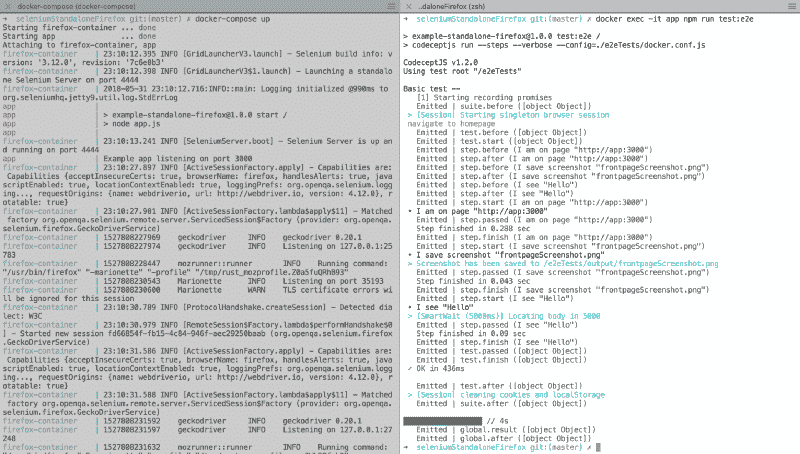 docker-compose
➜ seleniumStandaloneFirefox git:(master) ✗ docker-compose up
Starting firefox-container ... done
Starting app ... done
Attaching to firefox-container, app
firefox-container | 23:10:12.395 INFO [GridLauncherV3.launch] - Selenium build info: v
ersion: '3.12.0', revision: '7c6e0b3'
firefox-container | 23:10:12.398 INFO [GridLauncherV3$1.launch] - Launching a standalo
ne Selenium Server on port 4444
firefox-container | 2018-05-31 23:10:12.716:INFO::main: Logging initialized @990ms to
org.seleniumhq.jetty9.util.log.StdErrLog
app |
app | > example-standalone-firefox@1.0.0 start /
app | > node app.js
app |
firefox-container | 23:10:13.241 INFO [SeleniumServer.boot] - Selenium Server is up an
d running on port 4444
app | Example app listening on port 3000
firefox-container | 23:10:27.897 INFO [ActiveSessionFactory.apply] - Capabilities are:
Capabilities {acceptInsecureCerts: true, browserName: firefox, handlesAlerts: true, java
scriptEnabled: true, locationContextEnabled: true, loggingPrefs: org.openqa.selenium.logg
ing..., requestOrigins: {name: webdriverio, url: http://webdriver.io, version: 4.12.0}, r
otatable: true}
firefox-container | 23:10:27.901 INFO [ActiveSessionFactory.lambda$apply$11] - Matched
factory org.openqa.selenium.remote.server.ServicedSession$Factory (provider: org.openqa.
selenium.firefox.GeckoDriverService)
firefox-container | 1527808227969 geckodriver INFO geckodriver 0.20.1
firefox-container | 1527808227974 geckodriver INFO Listening on 127.0.0.1:25
783
firefox-container | 1527808228447 mozrunner::runner INFO Running command:
"/usr/bin/firefox" "-marionette" "-profile" "/tmp/rust_mozprofile.Z0a5fuQRhB93"
firefox-container | 1527808230543 Marionette INFO Listening on port 35193
firefox-container | 1527808230600 Marionette WARN TLS certificate errors wi
ll be ignored for this session
firefox-container | 23:10:30.789 INFO [ProtocolHandshake.createSession] - Detected dia
lect: W3C
firefox-container | 23:10:30.979 INFO [RemoteSession$Factory.lambda$performHandshake$0
] - Started new session (org.openqa.selenium.firefox
.GeckoDriverService)
firefox-container | 23:10:31.586 INFO [ActiveSessionFactory.apply] - Capabilities are:
Capabilities {acceptInsecureCerts: true, browserName: firefox, handlesAlerts: true, java
scriptEnabled: true, locationContextEnabled: true, loggingPrefs: org.openqa.selenium.logg
ing..., requestOrigins: {name: webdriverio, url: http://webdriver.io, version: 4.12.0}, r
otatable: true}
firefox-container | 23:10:31.588 INFO [ActiveSessionFactory.lambda$apply$11] - Matched
factory org.openqa.selenium.remote.server.ServicedSession$Factory (provider: org.openqa.
selenium.firefox.GeckoDriverService)
firefox-container | 1527808231592 geckodriver INFO geckodriver 0.20.1
firefox-container | 1527808231597 geckodriver INFO Listening on 127.0.0.1:27
248
firefox-container | 1527808231632 mozrunner::runner INFO Running command:
..daloneFirefox (zsh)
➜ seleniumStandaloneFirefox git:(master) ✗ docker exec -it app npm run test:e2e

> example-standalone-firefox@1.0.0 test:e2e /
> codeceptjs run --steps --verbose --config=./e2eTests/docker.conf.js

CodeceptJS v1.2.0
Using test root "/e2eTests"

Basic test --
[1] Starting recording promises
Emitted | suite.before ([object Object])
> [Session] Starting singleton browser session
navigate to homepage
Emitted | test.before ([object Object])
Emitted | test.start ([object Object])
Emitted | step.before (I am on page "http://app:3000")
Emitted | step.after (I am on page "http://app:3000")
Emitted | step.before (I save screenshot "frontpageScreenshot.png")
Emitted | step.after (I save screenshot "frontpageScreenshot.png")
Emitted | step.before (I see "Hello")
Emitted | step.after (I see "Hello")
Emitted | step.start (I am on page "http://app:3000")
• I am on page "http://app:3000"
Emitted | step.passed (I am on page "http://app:3000")
Step finished in 0.288 sec
Emitted | step.finish (I am on page "http://app:3000")
Emitted | step.start (I save screenshot "frontpageScreenshot.png")
• I save screenshot "frontpageScreenshot.png"
> Screenshot has been saved to /e2eTests/output/frontpageScreenshot.png
Emitted | step.passed (I save screenshot "frontpageScreenshot.png")
Step finished in 0.043 sec
Emitted | step.finish (I save screenshot "frontpageScreenshot.png")
Emitted | step.start (I see "Hello")
• I see "Hello"
> [SmartWait (5000ms)] Locating body in 5000
Emitted | step.passed (I see "Hello")
Step finished in 0.09 sec
Emitted | step.finish (I see "Hello")
Emitted | test.passed ([object Object])
Emitted | test.finish ([object Object])
✓ OK in 436ms

Emitted | test.after ([object Object])
> [Session] cleaning cookies and localStorage
Emitted | suite.after ([object Object])

// 4s
Emitted | global.result ([object Object])
Emitted | global.after ([object Object])
➜ seleniumStandaloneFirefox git:(master) ✗